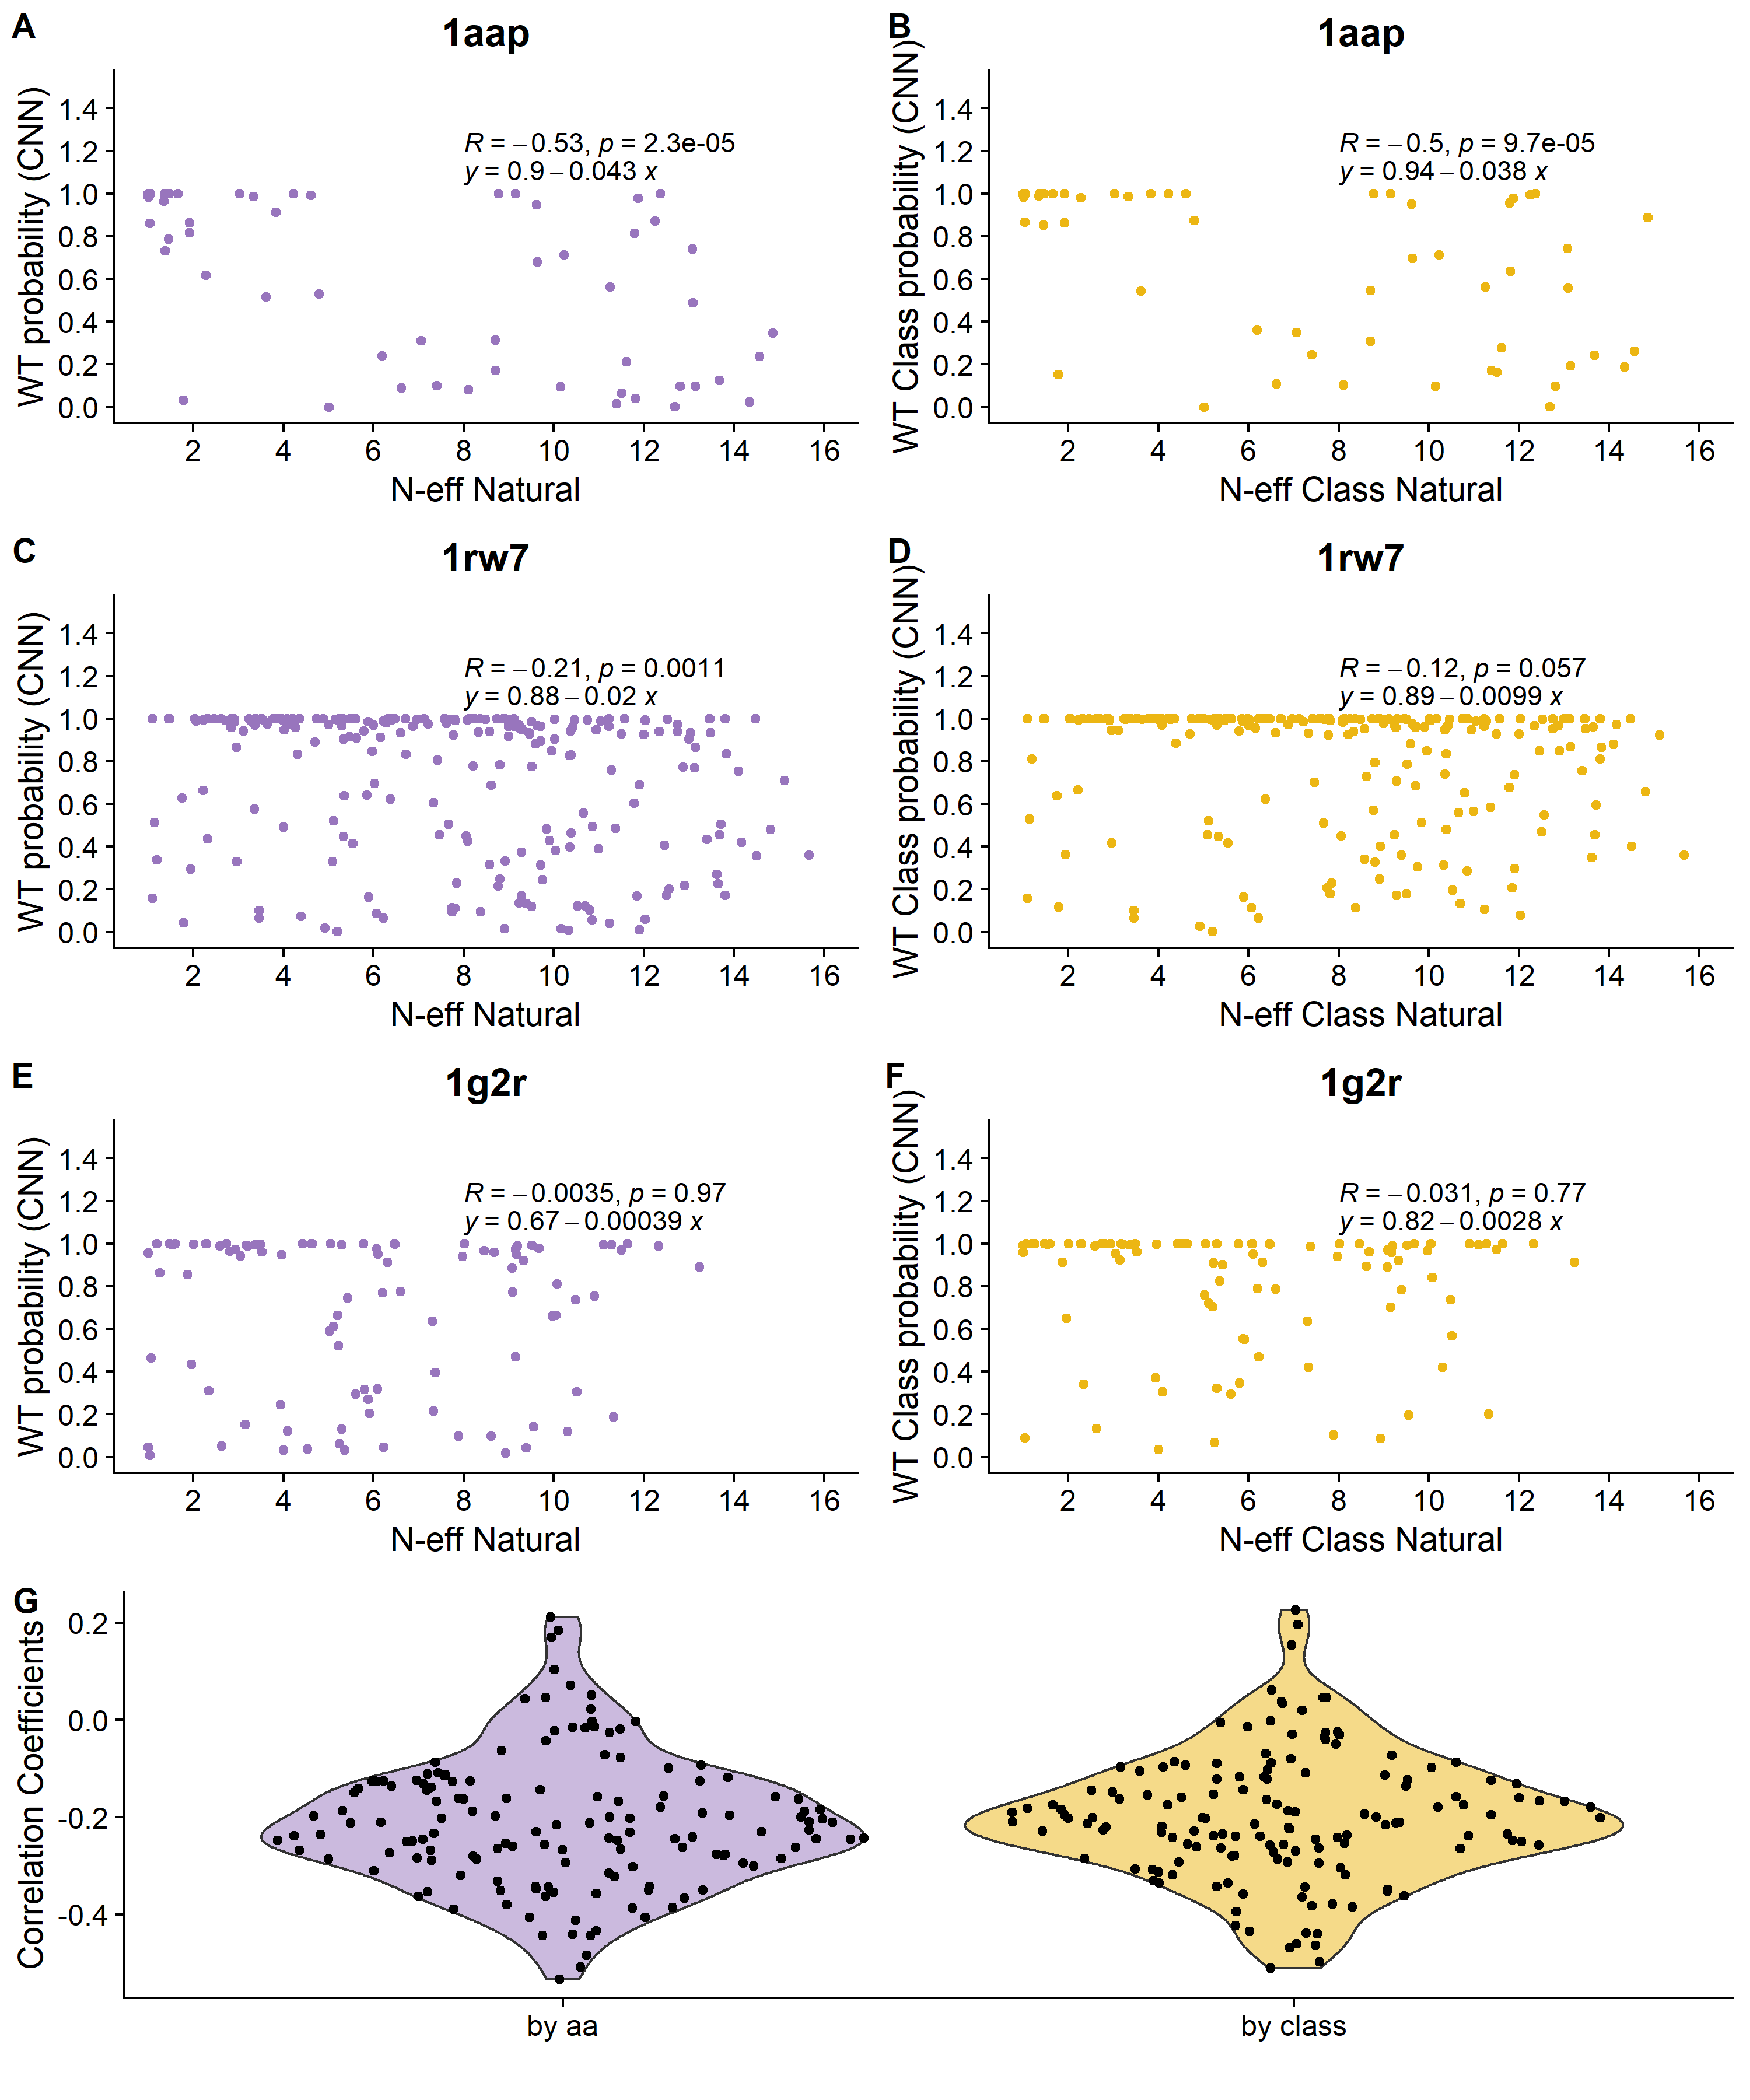 A
1aap
WT probability (CNN)
1.4
1.2
1.0
0.8
0.6
0.4
0.2
0.0
R = −0.53, p = 2.3e-05
y = 0.9 − 0.043 x
2 4 6 8 10 12 14 16
N-eff Natural
B
1aap
WT Class probability (CNN)
1.4
1.2
1.0
0.8
0.6
0.4
0.2
0.0
R = −0.5, p = 9.7e-05
y = 0.94 − 0.038 x
2 4 6 8 10 12 14 16
N-eff Class Natural
C
1rw7
WT probability (CNN)
1.4
1.2
1.0
0.8
0.6
0.4
0.2
0.0
R = −0.21, p = 0.0011
y = 0.88 − 0.02 x
2 4 6 8 10 12 14 16
N-eff Natural
D
1rw7
WT Class probability (CNN)
1.4
1.2
1.0
0.8
0.6
0.4
0.2
0.0
R = −0.12, p = 0.057
y = 0.89 − 0.0099 x
2 4 6 8 10 12 14 16
N-eff Class Natural
E
1g2r
WT probability (CNN)
1.4
1.2
1.0
0.8
0.6
0.4
0.2
0.0
R = −0.0035, p = 0.97
y = 0.67 − 0.00039 x
2 4 6 8 10 12 14 16
N-eff Natural
F
1g2r
WT Class probability (CNN)
1.4
1.2
1.0
0.8
0.6
0.4
0.2
0.0
R = −0.031, p = 0.77
y = 0.82 − 0.0028 x
2 4 6 8 10 12 14 16
N-eff Class Natural
G
Correlation Coefficients
0.2
0.0
-0.2
-0.4
by aa
by class